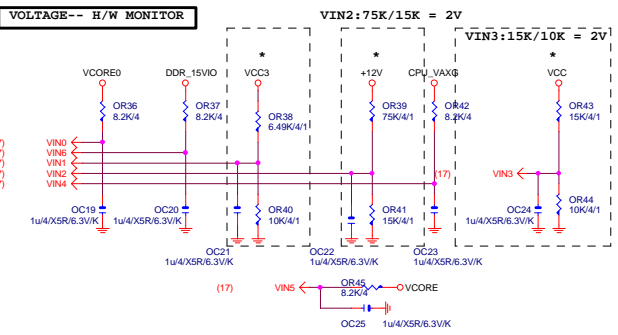 VOLTAGE-- H/W MONITOR
VIN2:75K/15K = 2V
VIN3:15K/10K = 2V
* * *
VCORE0 DDR_15VIO VCC3 +12V CPU_VAXG VCC
OR36 OR37 OR38 OR39 OR42 OR43
8.2K/4 8.2K/4 6.49K/4/1 75K/4/1 8.2K/4 15K/4/1
VIN0
VIN6
VIN1
VIN2
VIN4
(17) VIN3
OC19 OC20 OR40 OR41 OC24 OR44
1u/4/X5R/6.3V/K 1u/4/X5R/6.3V/K 10K/4/1 15K/4/1 1u/4/X5R/6.3V/K 10K/4/1
OC21 OC22 OC23
1u/4/X5R/6.3V/K 1u/4/X5R/6.3V/K 1u/4/X5R/6.3V/K
(17) VIN5 OR45 VCORE
8.2K/4
OC25 1u/4/X5R/6.3V/K